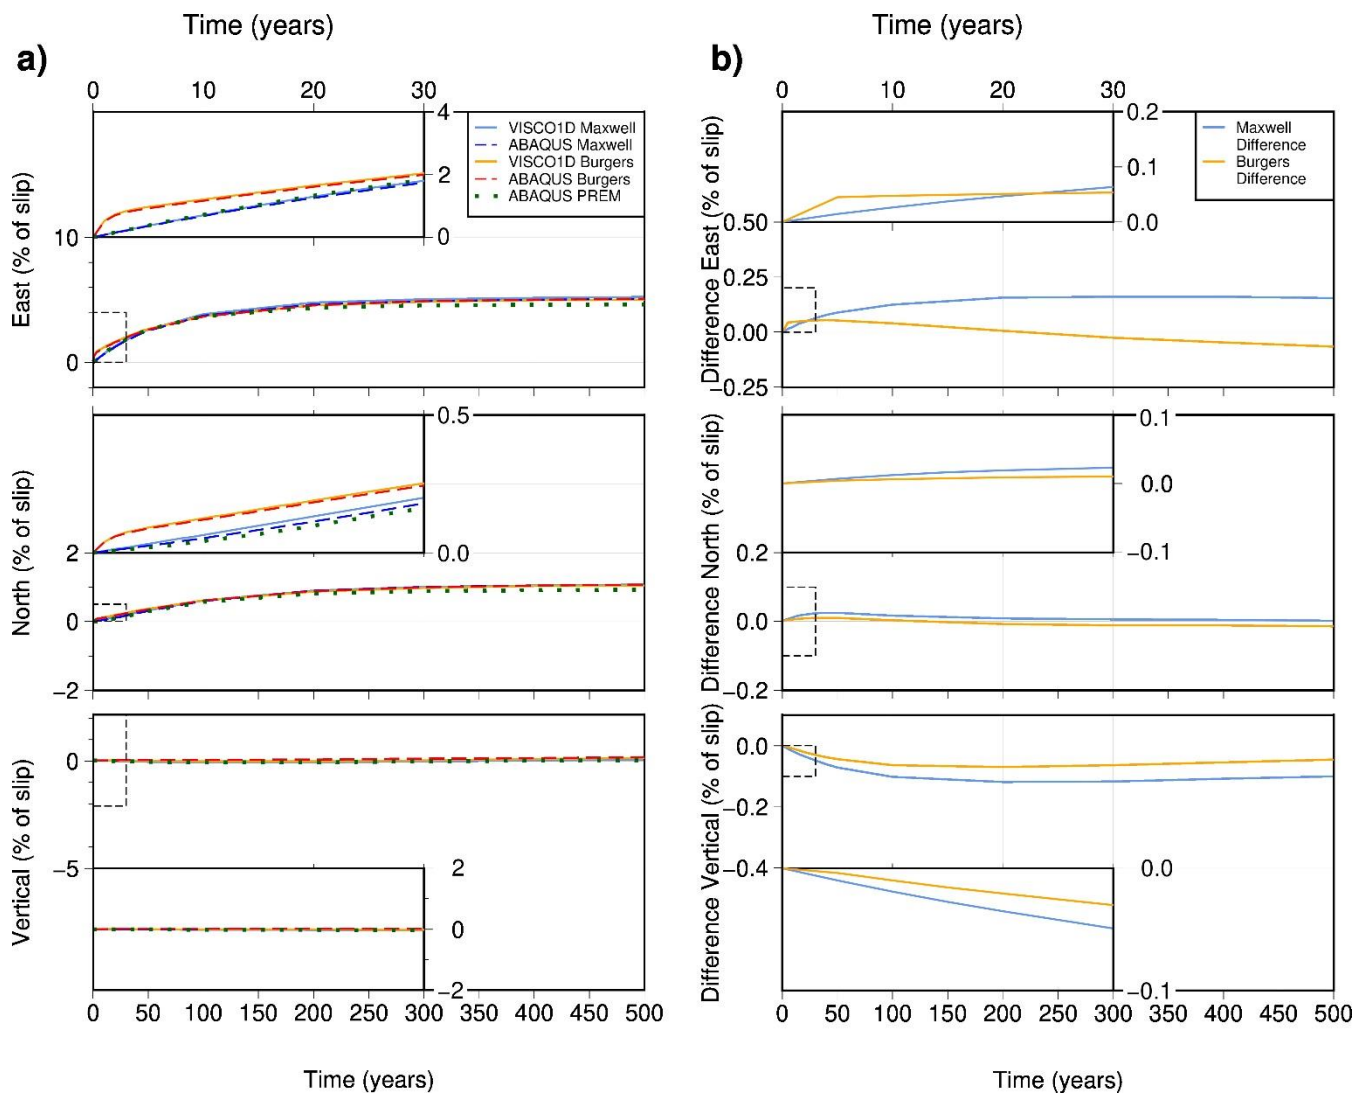 Time (years)
a)
0 10 20 30
4
2
0
VISCO1D Maxwell
ABAQUS Maxwell
VISCO1D Burgers
ABAQUS Burgers
ABAQUS PREM
East (% of slip)
10
0
0.5
0.0
North (% of slip)
2
0
−2
Vertical (% of slip)
0
−5
2
0
−2
0 50 100 150 200 250 300 350 400 450 500
Time (years)
Time (years)
b)
0 10 20 30
0.2
0.1
0.0
Maxwell
Difference
Burgers
Difference
Difference East (% of slip)
0.50
0.25
0.00
−0.25
0.1
0.0
−0.1
Difference North (% of slip)
0.2
0.0
−0.2
Difference Vertical (% of slip)
0.0
−0.2
−0.4
0.0
−0.1
0 50 100 150 200 250 300 350 400 450 500
Time (years)